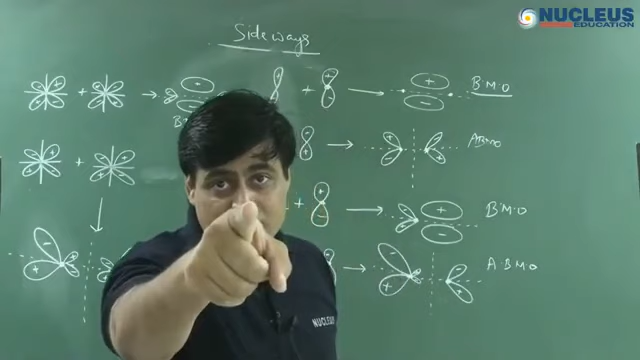 NUCLEUS
EDUCATION
Sideways
+ → + → B·M·O
+ → ABMO
+ → B·M·O
→ A·B·M·O
NUCLEUS